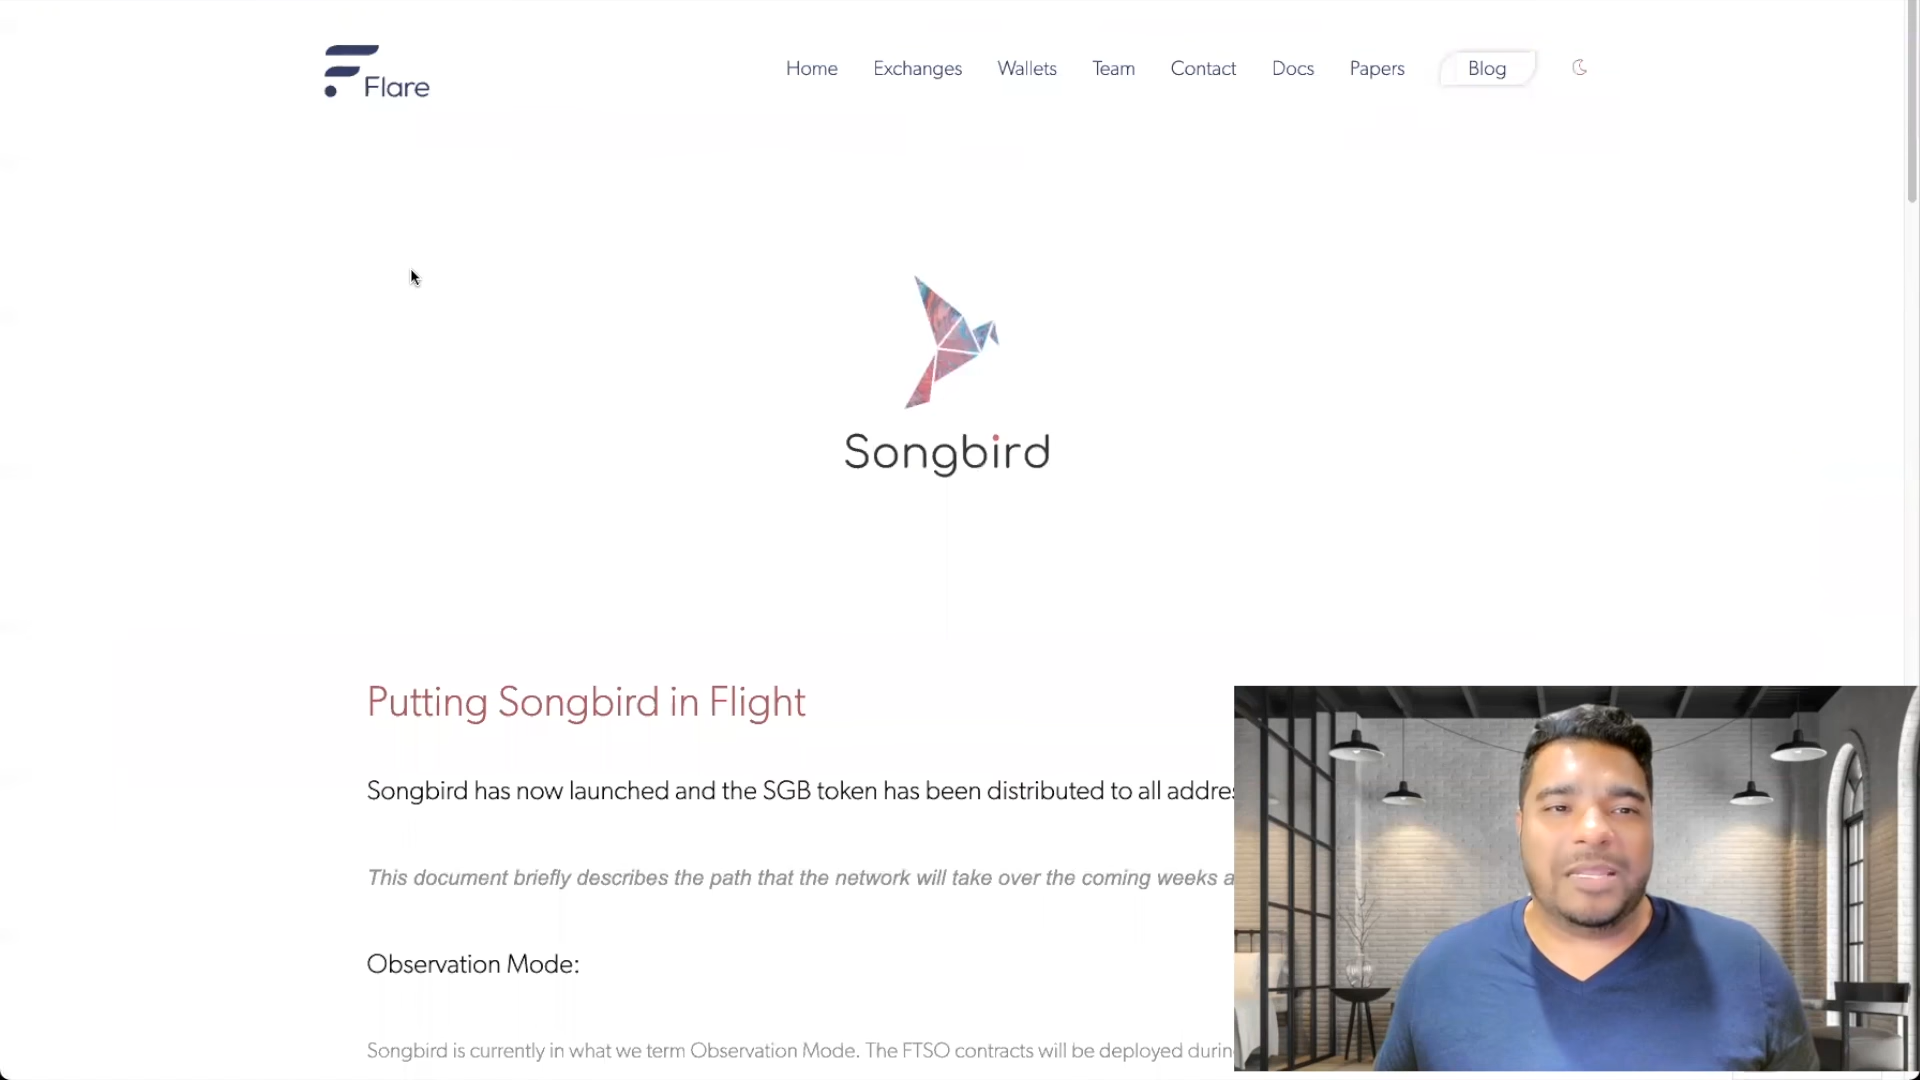 Flare
Home Exchanges Wallets Team Contact Docs Papers Blog
Songbird
Putting Songbird in Flight
Songbird has now launched and the SGB token has been distributed to all
This document briefly describes the path that the network will take over the coming weeks
Observation Mode:
Songbird is currently in what we term Observation Mode. The FTSO contracts will be deployed